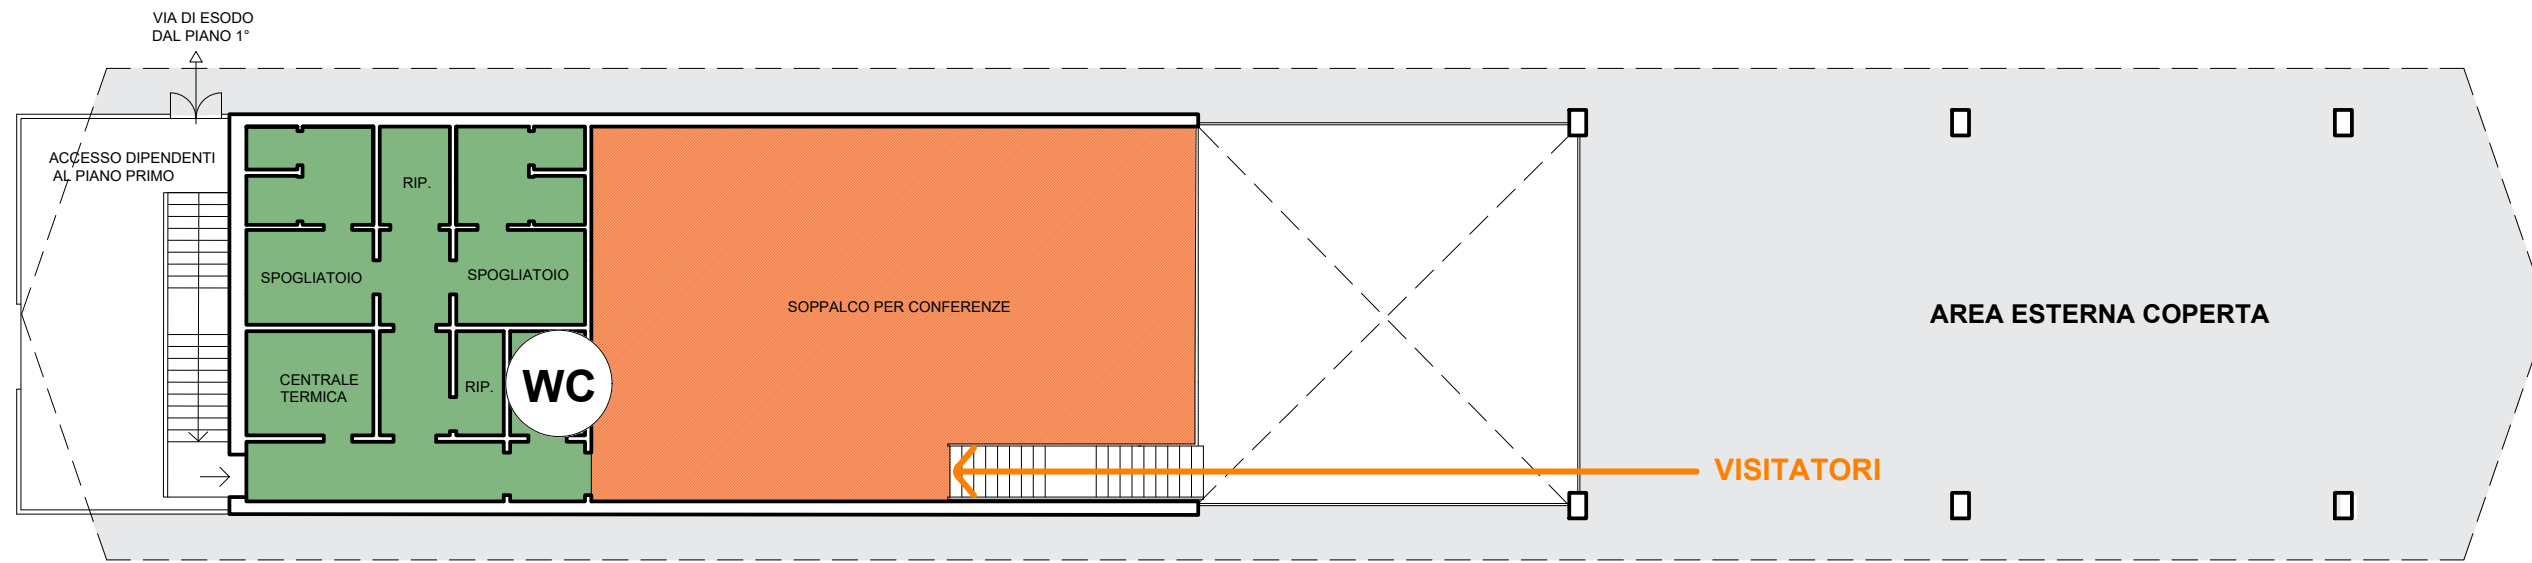 VIA DI ESODO
DAL PIANO 1°
ACCESSO DIPENDENTI
AL PIANO PRIMO
RIP.
SPOGLIATOIO
SPOGLIATOIO
SOPPALCO PER CONFERENZE
AREA ESTERNA COPERTA
CENTRALE
TERMICA
RIP.
WC
VISITATORI